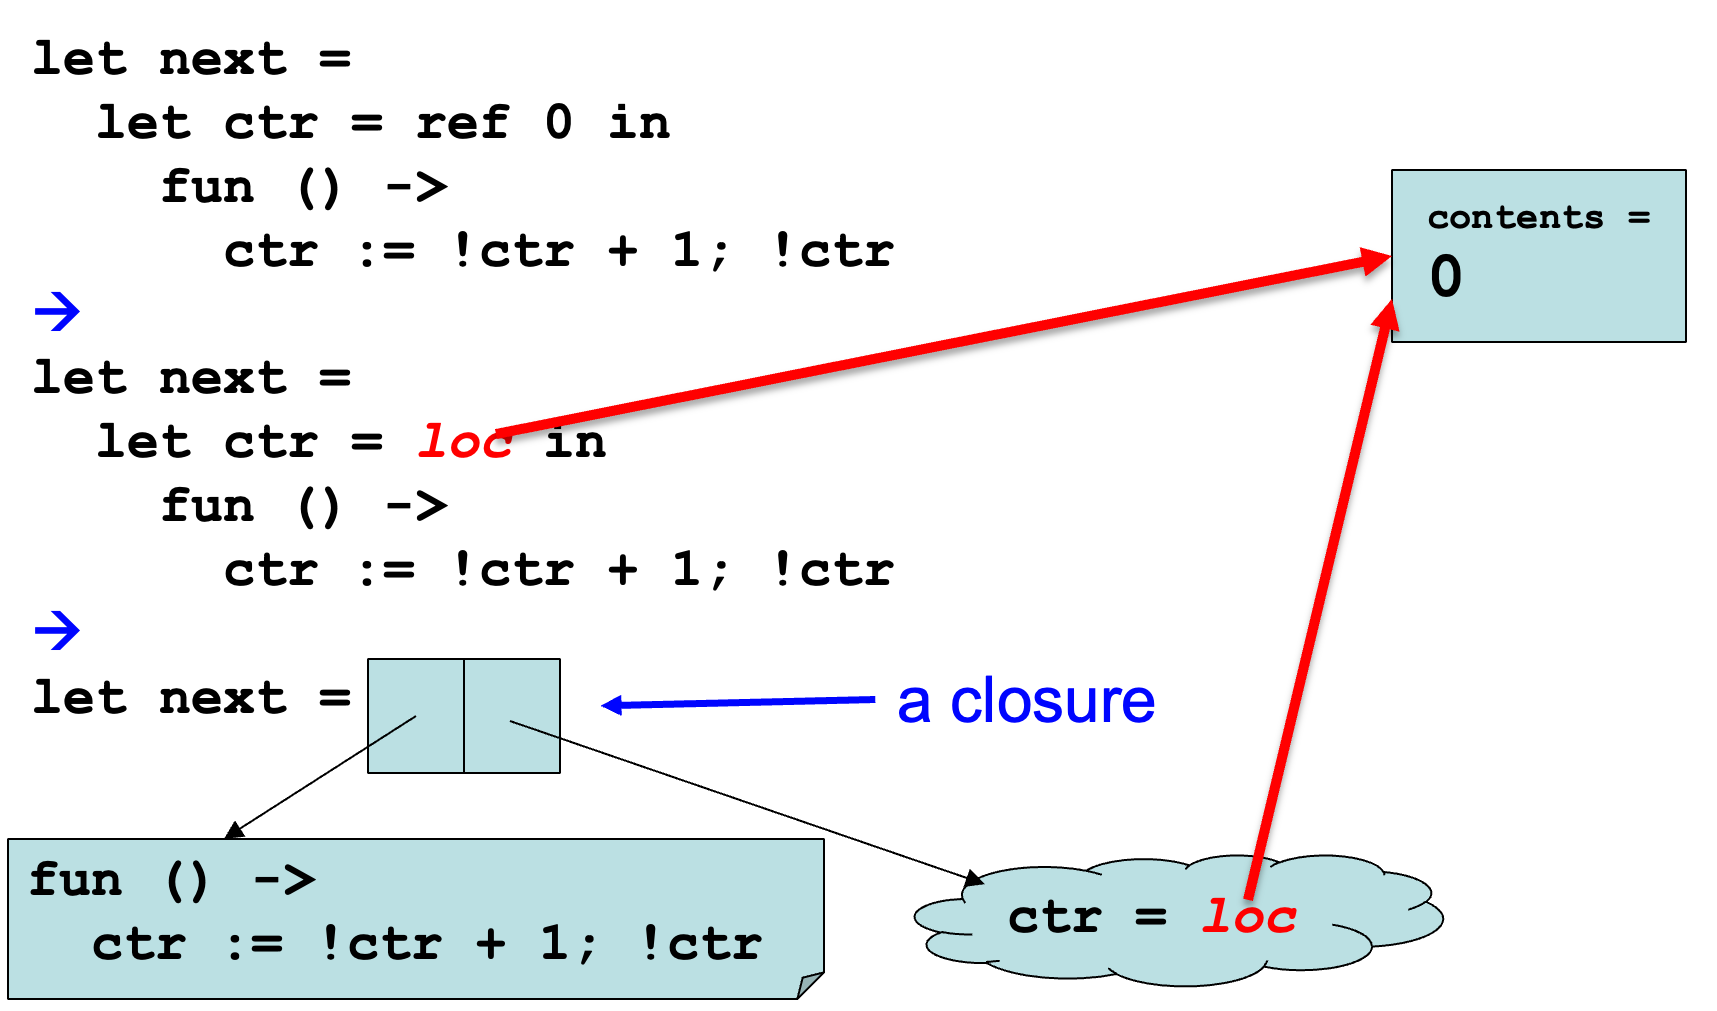 let next =
  let ctr = ref 0 in
    fun () ->
      ctr := !ctr + 1; !ctr
→
let next =
  let ctr = loc in
    fun () ->
      ctr := !ctr + 1; !ctr
→
let next =
a closure
fun () ->
  ctr := !ctr + 1; !ctr
ctr = loc
contents =
0